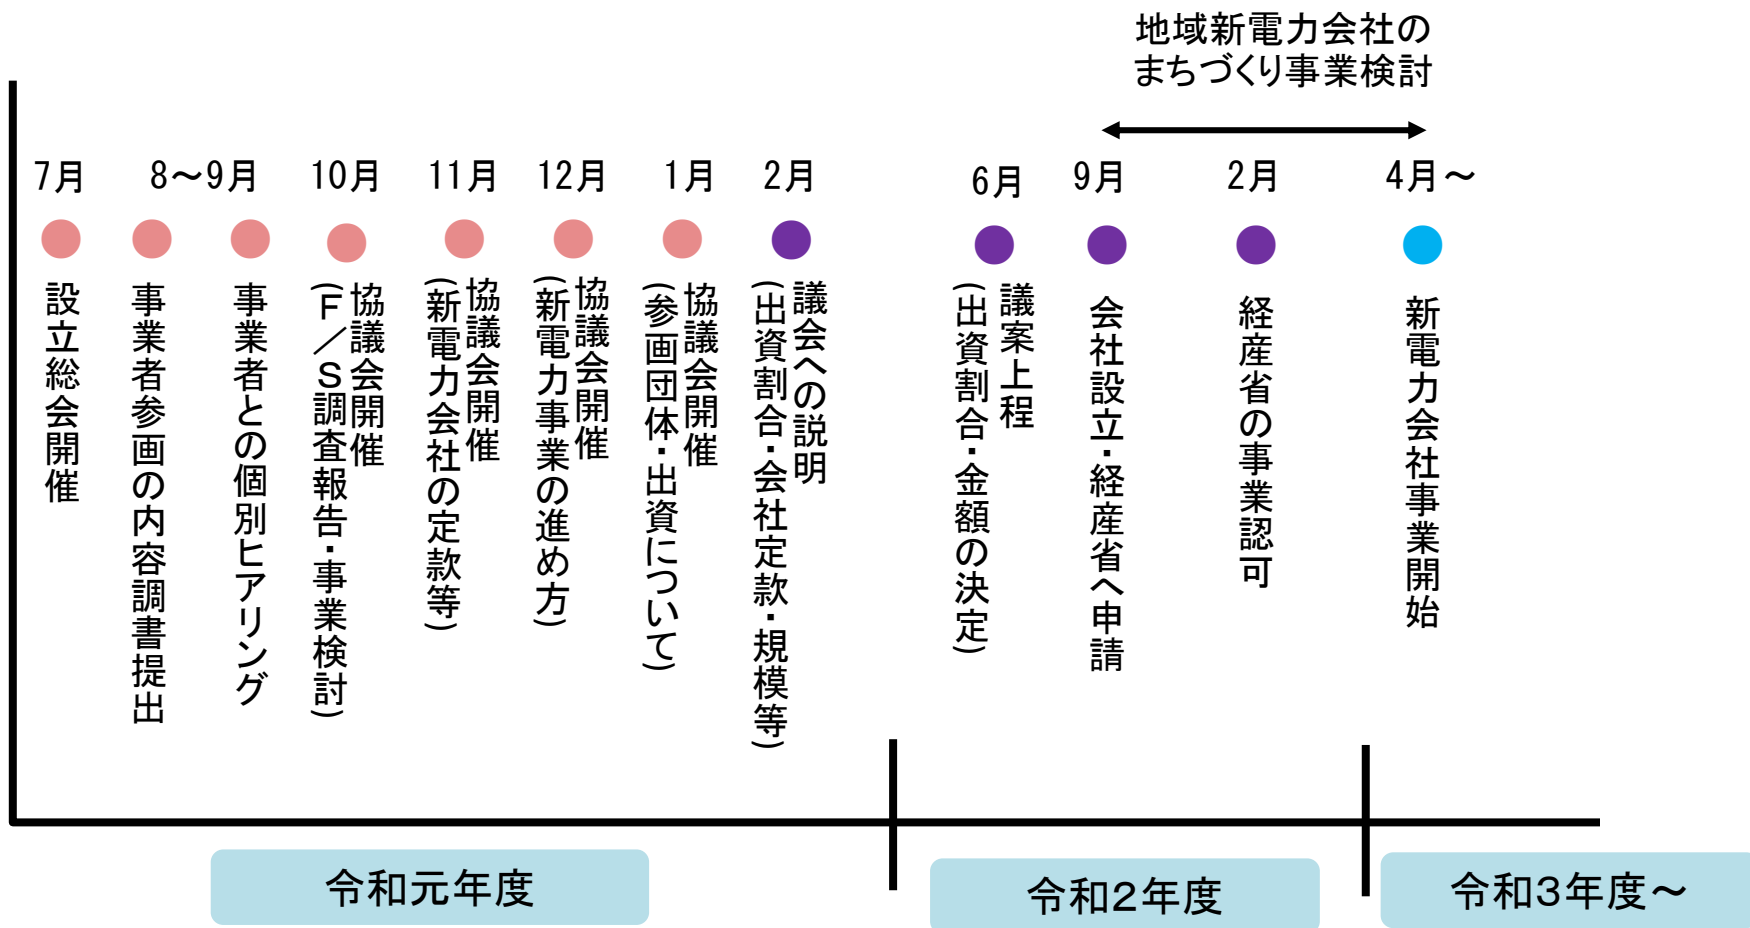 地域新電力会社の
まちづくり事業検討
7月
8～9月
10月
11月
12月
1月
2月
6月
9月
2月
4月～
設立総会開催
事業者参画の内容調書提出
事業者との個別ヒアリング
協議会開催
(F／S調査報告・事業検討)
協議会開催
(新電力会社の定款等)
協議会開催
(新電力事業の進め方)
協議会開催
(参画団体・出資について)
議会への説明
(出資割合・会社定款・規模等)
議案上程
(出資割合・金額の決定)
会社設立・経産省へ申請
経産省の事業認可
新電力会社事業開始
令和元年度
令和2年度
令和3年度～